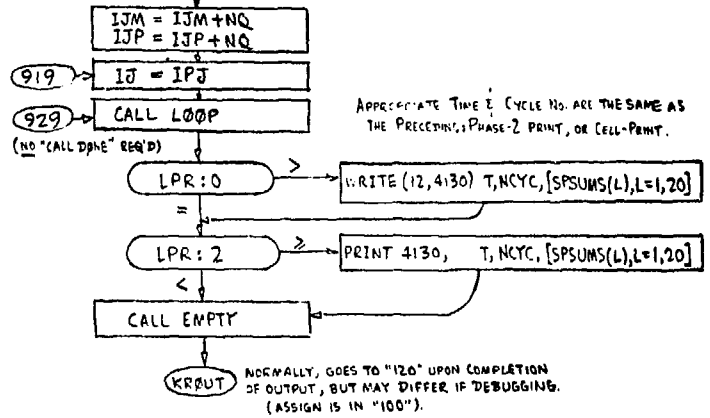 IJM = IJM+NQ
IJP = IJP+NQ
919
IJ = IPJ
929
CALL LØØP
(NO "CALL DØNE" REQ'D)
APPROPRIATE TIME & CYCLE NO. ARE THE SAME AS
THE PRECEDING PHASE-2 PRINT, OR CELL-PRINT.
LPR:0
>
WRITE (12,4130) T,NCYC,[SPSUMS(L),L=1,20]
=
LPR: 2
≥
PRINT 4130, T,NCYC,[SPSUMS(L),L=1,20]
<
CALL EMPTY
KRØUT
NORMALLY, GOES TO "120" UPON COMPLETION
OF OUTPUT, BUT MAY DIFFER IF DEBUGGING.
(ASSIGN IS IN "100").